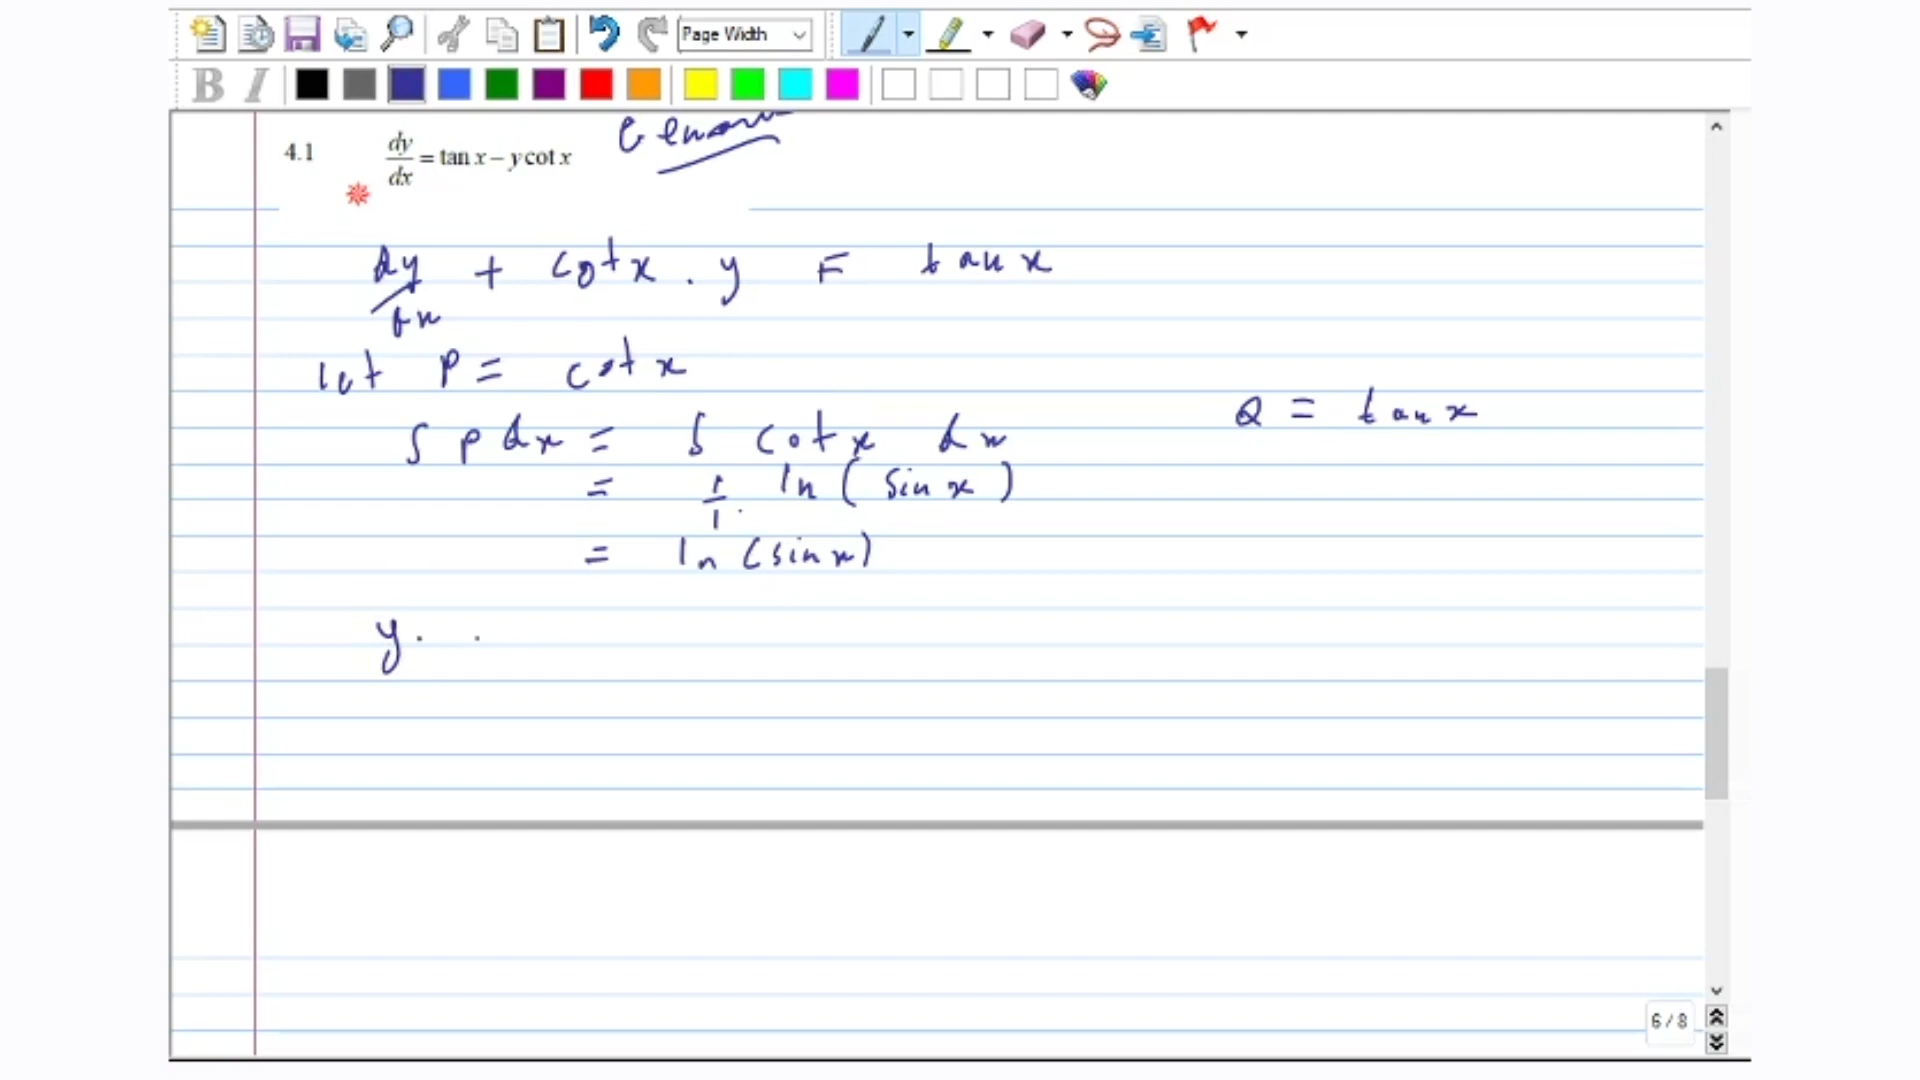 Page Width
B I
4.1 dy/dx = tan x – y cot x
dy/dx + cot x . y = tan x
let P = cot x
Q = tan x
∫ p dx = ∫ cot x dx
= 1/1 . ln ( sin x )
= ln (sin x)
y .
6 / 8